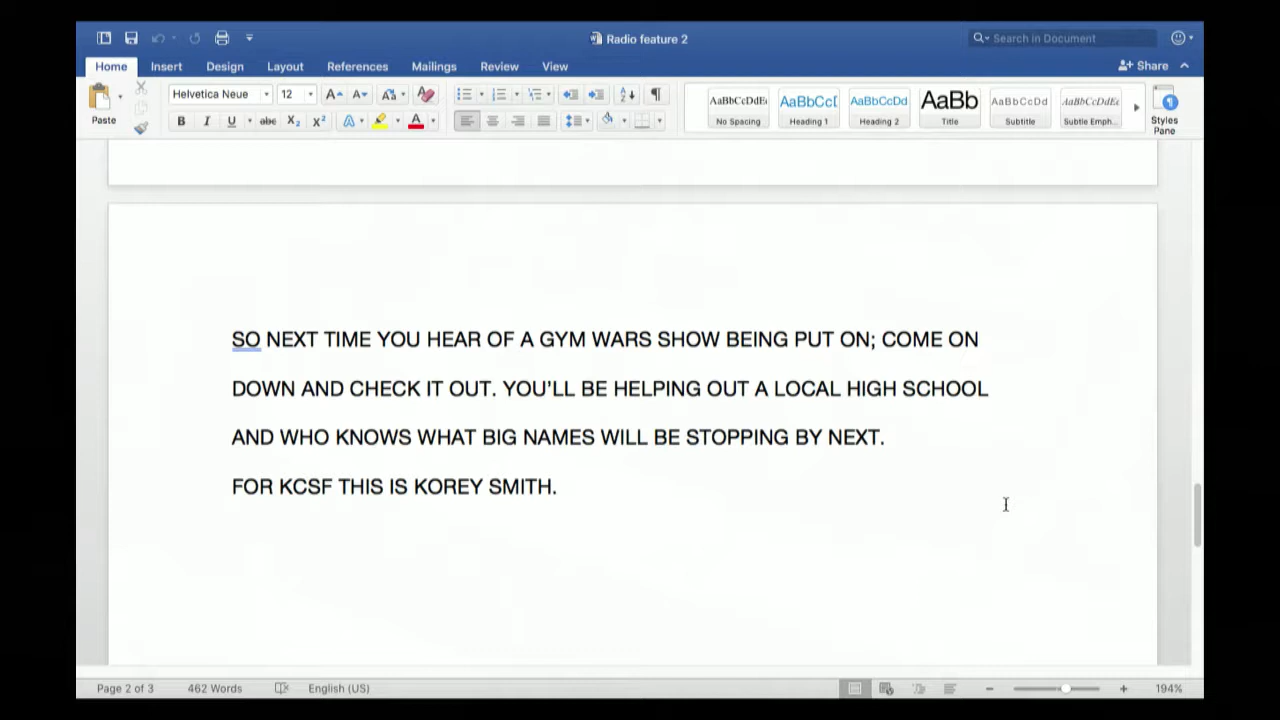 Radio feature 2
Search in Document
Home Insert Design Layout References Mailings Review View
Share
Paste
Helvetica Neue 12
AaBbCcDdE AaBbCcD AaBbCcDd AaBb AaBbCcDd AaBbCcDdE
No Spacing Heading 1 Heading 2 Title Subtitle Subtle Emph...
Styles
Pane
SO NEXT TIME YOU HEAR OF A GYM WARS SHOW BEING PUT ON; COME ON
DOWN AND CHECK IT OUT. YOU’LL BE HELPING OUT A LOCAL HIGH SCHOOL
AND WHO KNOWS WHAT BIG NAMES WILL BE STOPPING BY NEXT.
FOR KCSF THIS IS KOREY SMITH.
Page 2 of 3 462 Words English (US) 194%